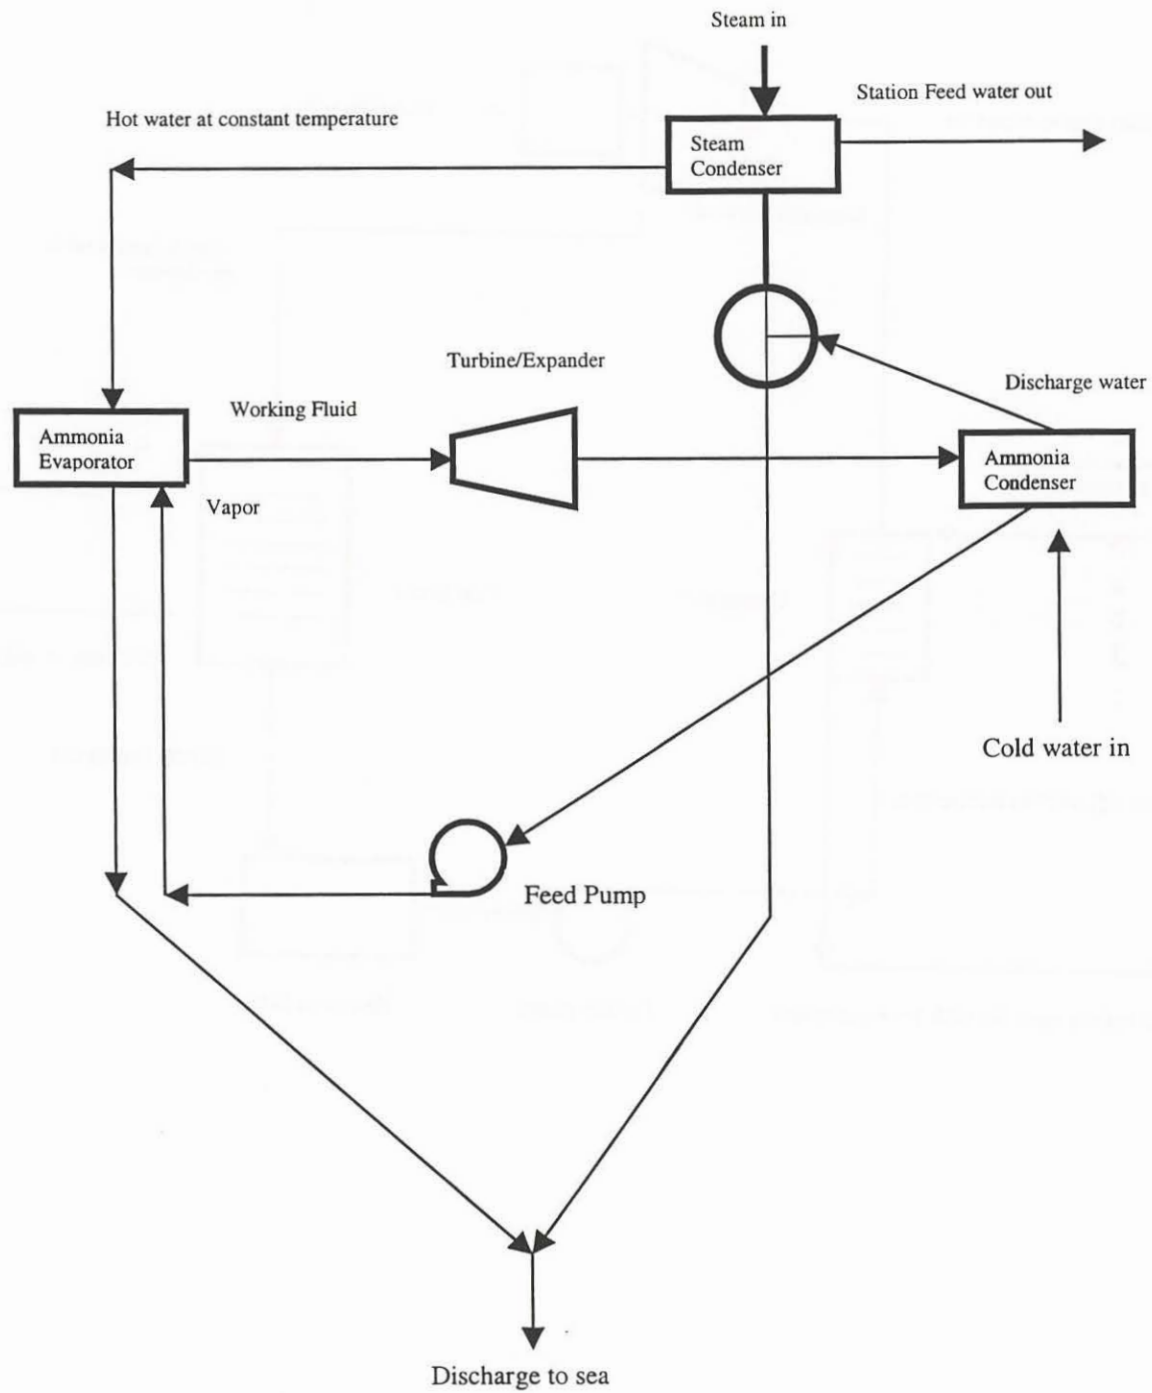 Steam in
Station Feed water out
Hot water at constant temperature
Steam
Condenser
Turbine/Expander
Discharge water
Working Fluid
Ammonia
Evaporator
Ammonia
Condenser
Vapor
Cold water in
Feed Pump
Discharge to sea